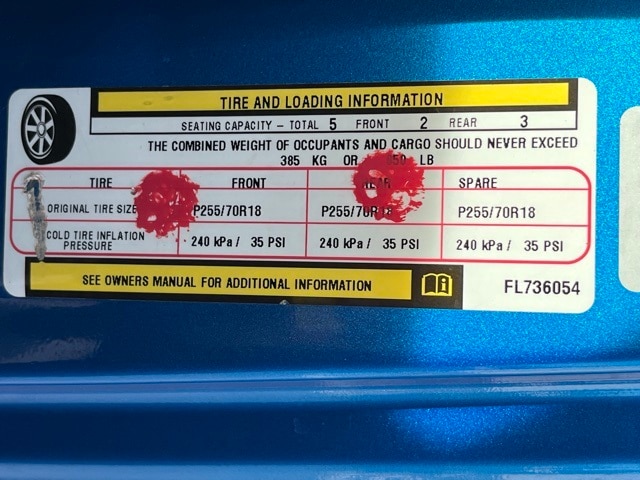 TIRE AND LOADING INFORMATION
SEATING CAPACITY - TOTAL 5 FRONT 2 REAR 3
THE COMBINED WEIGHT OF OCCUPANTS AND CARGO SHOULD NEVER EXCEED
385 KG OR LB
TIRE FRONT REAR SPARE
ORIGINAL TIRE SIZE P255/70R18 P255/70R18 P255/70R18
COLD TIRE INFLATION PRESSURE 240 kPa / 35 PSI 240 kPa / 35 PSI 240 kPa / 35 PSI
SEE OWNERS MANUAL FOR ADDITIONAL INFORMATION
FL736054